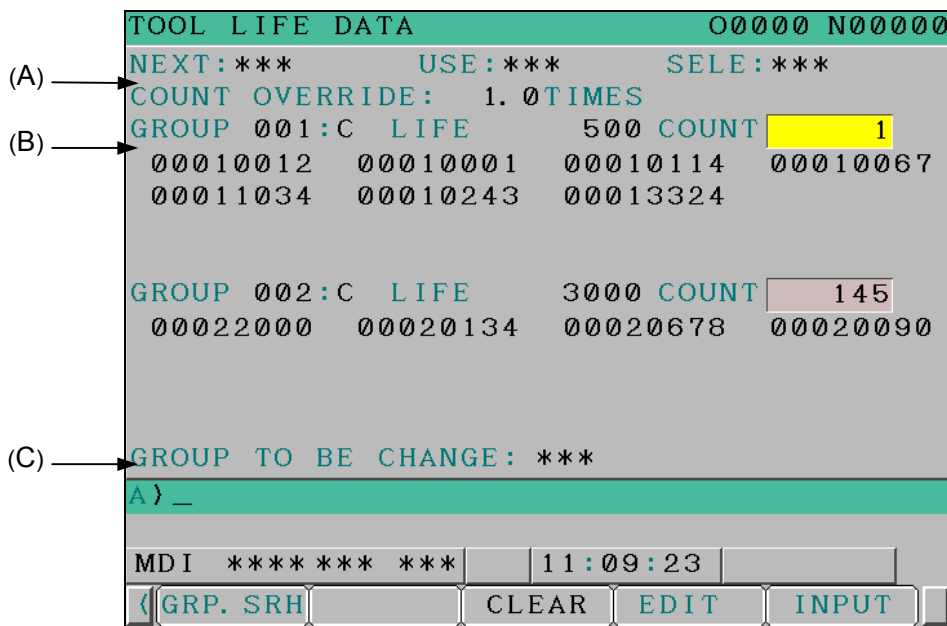 TOOL LIFE DATA O0000 N00000
(A)
NEXT:*** USE:*** SELE:***
COUNT OVERRIDE: 1.0TIMES
(B)
GROUP 001:C LIFE 500 COUNT 1
00010012 00010001 00010114 00010067
00011034 00010243 00013324
GROUP 002:C LIFE 3000 COUNT 145
00022000 00020134 00020678 00020090
(C)
GROUP TO BE CHANGE: ***
A>_
MDI **** *** *** 11:09:23
< GRP. SRH CLEAR EDIT INPUT